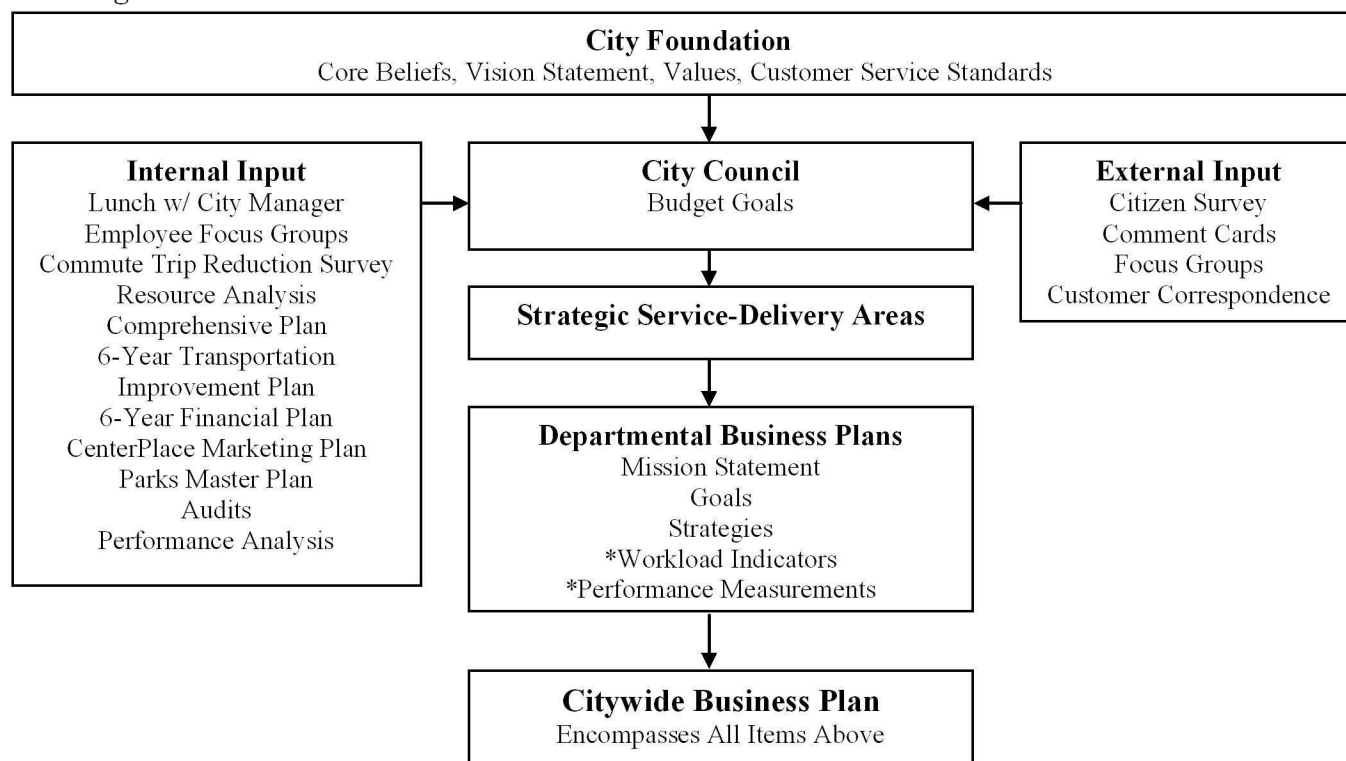 City Foundation
Core Beliefs, Vision Statement, Values, Customer Service Standards
Internal Input
Lunch w/ City Manager
Employee Focus Groups
Commute Trip Reduction Survey
Resource Analysis
Comprehensive Plan
6-Year Transportation
Improvement Plan
6-Year Financial Plan
CenterPlace Marketing Plan
Parks Master Plan
Audits
Performance Analysis
City Council
Budget Goals
External Input
Citizen Survey
Comment Cards
Focus Groups
Customer Correspondence
Strategic Service-Delivery Areas
Departmental Business Plans
Mission Statement
Goals
Strategies
*Workload Indicators
*Performance Measurements
Citywide Business Plan
Encompasses All Items Above